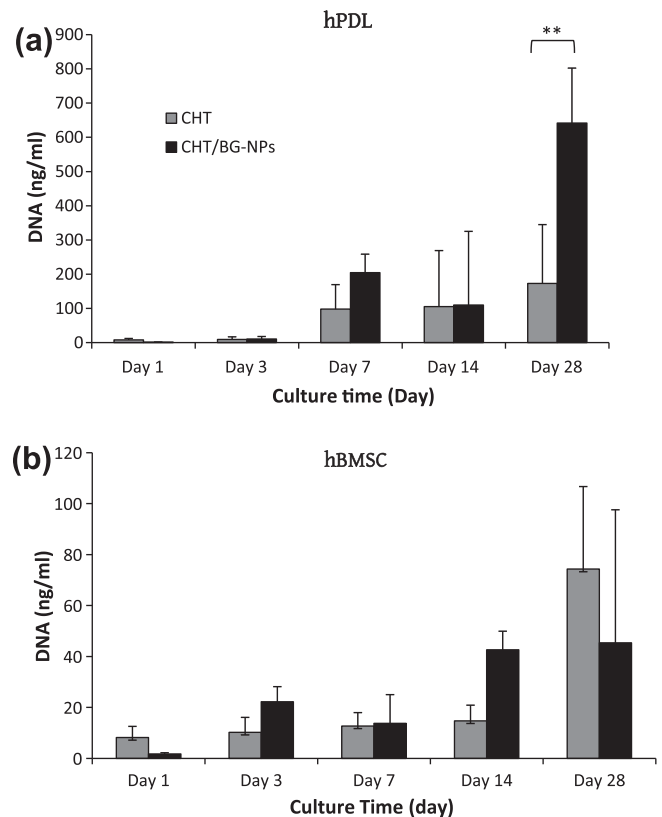 (a)
hPDL
900
800
700
600
500
400
300
200
100
0
DNA (ng/ml)
CHT
CHT/BG-NPs
**
Day 1 Day 3 Day 7 Day 14 Day 28
Culture time (Day)
(b)
hBMSC
120
100
80
60
40
20
0
DNA (ng/ml)
Day 1 Day 3 Day 7 Day 14 Day 28
Culture Time (day)